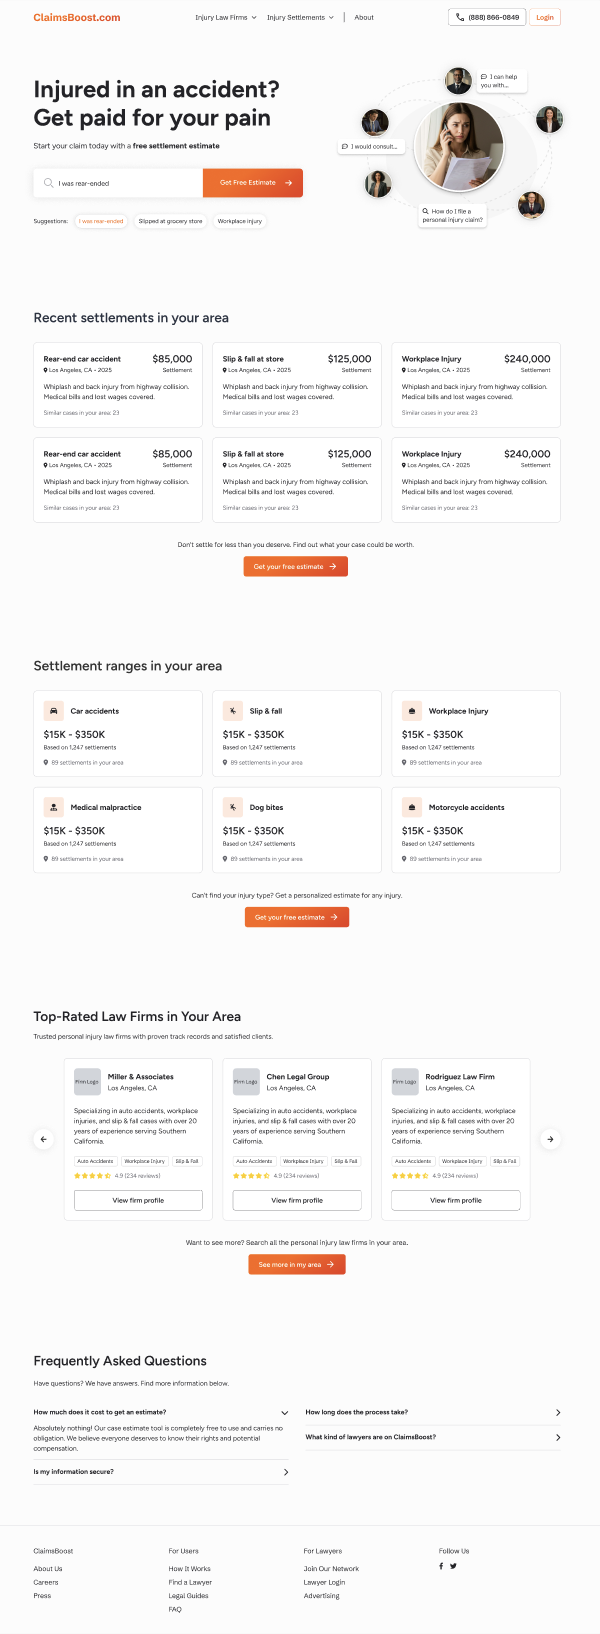 ClaimsBoost.com
Injury Law Firms
Injury Settlements
About
(888) 866-0849
Login
Injured in an accident?
Get paid for your pain
Start your claim today with a free settlement estimate
I was rear-ended
Get Free Estimate
Suggestions: I was rear-ended Slipped at grocery store Workplace injury
I can help
you with...
I would consult...
How do I file a
personal injury claim?
Recent settlements in your area
Rear-end car accident $85,000
Los Angeles, CA • 2025 Settlement
Whiplash and back injury from highway collision.
Medical bills and lost wages covered.
Similar cases in your area: 23
Slip & fall at store $125,000
Los Angeles, CA • 2025 Settlement
Whiplash and back injury from highway collision.
Medical bills and lost wages covered.
Similar cases in your area: 23
Workplace Injury $240,000
Los Angeles, CA • 2025 Settlement
Whiplash and back injury from highway collision.
Medical bills and lost wages covered.
Similar cases in your area: 23
Rear-end car accident $85,000
Los Angeles, CA • 2025 Settlement
Whiplash and back injury from highway collision.
Medical bills and lost wages covered.
Similar cases in your area: 23
Slip & fall at store $125,000
Los Angeles, CA • 2025 Settlement
Whiplash and back injury from highway collision.
Medical bills and lost wages covered.
Similar cases in your area: 23
Workplace Injury $240,000
Los Angeles, CA • 2025 Settlement
Whiplash and back injury from highway collision.
Medical bills and lost wages covered.
Similar cases in your area: 23
Don't settle for less than you deserve. Find out what your case could be worth.
Get your free estimate
Settlement ranges in your area
Car accidents
$15K - $350K
Based on 1,247 settlements
89 settlements in your area
Slip & fall
$15K - $350K
Based on 1,247 settlements
89 settlements in your area
Workplace Injury
$15K - $350K
Based on 1,247 settlements
89 settlements in your area
Medical malpractice
$15K - $350K
Based on 1,247 settlements
89 settlements in your area
Dog bites
$15K - $350K
Based on 1,247 settlements
89 settlements in your area
Motorcycle accidents
$15K - $350K
Based on 1,247 settlements
89 settlements in your area
Can't find your injury type? Get a personalized estimate for any injury.
Get your free estimate
Top-Rated Law Firms in Your Area
Trusted personal injury law firms with proven track records and satisfied clients.
Firm Logo
Miller & Associates
Los Angeles, CA
Specializing in auto accidents, workplace
injuries, and slip & fall cases with over 20
years of experience serving Southern
California.
Auto Accidents Workplace Injury Slip & Fall
4.9 (234 reviews)
View firm profile
Firm Logo
Chen Legal Group
Los Angeles, CA
Specializing in auto accidents, workplace
injuries, and slip & fall cases with over 20
years of experience serving Southern
California.
Auto Accidents Workplace Injury Slip & Fall
4.9 (234 reviews)
View firm profile
Firm Logo
Rodriguez Law Firm
Los Angeles, CA
Specializing in auto accidents, workplace
injuries, and slip & fall cases with over 20
years of experience serving Southern
California.
Auto Accidents Workplace Injury Slip & Fall
4.9 (234 reviews)
View firm profile
Want to see more? Search all the personal injury law firms in your area.
See more in my area
Frequently Asked Questions
Have questions? We have answers. Find more information below.
How much does it cost to get an estimate?
Absolutely nothing! Our case estimate tool is completely free to use and carries no
obligation. We believe everyone deserves to know their rights and potential
compensation.
Is my information secure?
How long does the process take?
What kind of lawyers are on ClaimsBoost?
ClaimsBoost
About Us
Careers
Press
For Users
How It Works
Find a Lawyer
Legal Guides
FAQ
For Lawyers
Join Our Network
Lawyer Login
Advertising
Follow Us